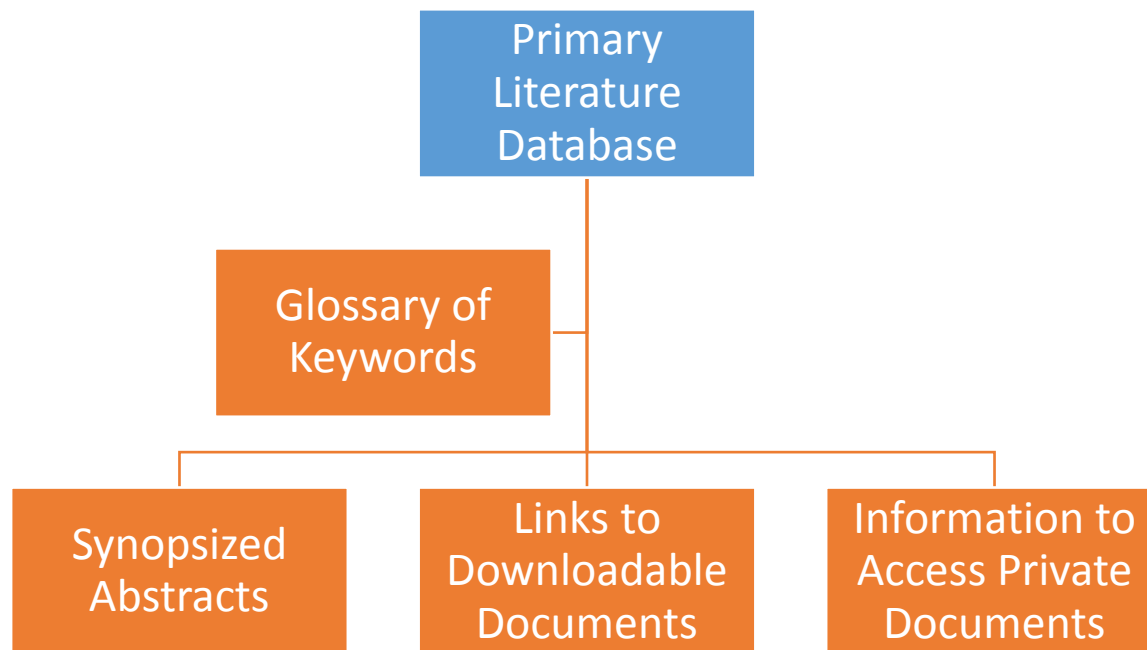 Primary
Literature
Database
Glossary of
Keywords
Synopsized
Abstracts
Links to
Downloadable
Documents
Information to
Access Private
Documents